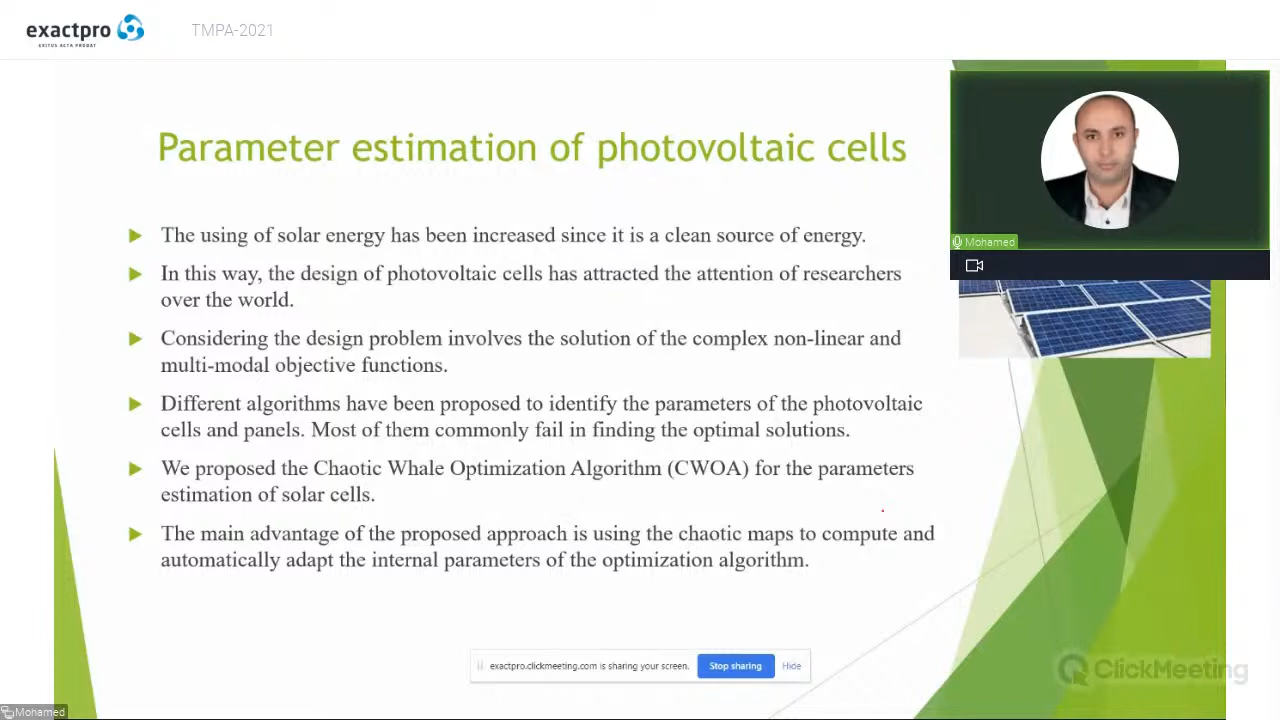 exactpro
EXITUS ACTA PROBAT
TMPA-2021
Parameter estimation of photovoltaic cells
The using of solar energy has been increased since it is a clean source of energy.
In this way, the design of photovoltaic cells has attracted the attention of researchers
over the world.
Considering the design problem involves the solution of the complex non-linear and
multi-modal objective functions.
Different algorithms have been proposed to identify the parameters of the photovoltaic
cells and panels. Most of them commonly fail in finding the optimal solutions.
We proposed the Chaotic Whale Optimization Algorithm (CWOA) for the parameters
estimation of solar cells.
The main advantage of the proposed approach is using the chaotic maps to compute and
automatically adapt the internal parameters of the optimization algorithm.
Mohamed
exactpro.clickmeeting.com is sharing your screen.
Stop sharing
Hide
ClickMeeting
Mohamed